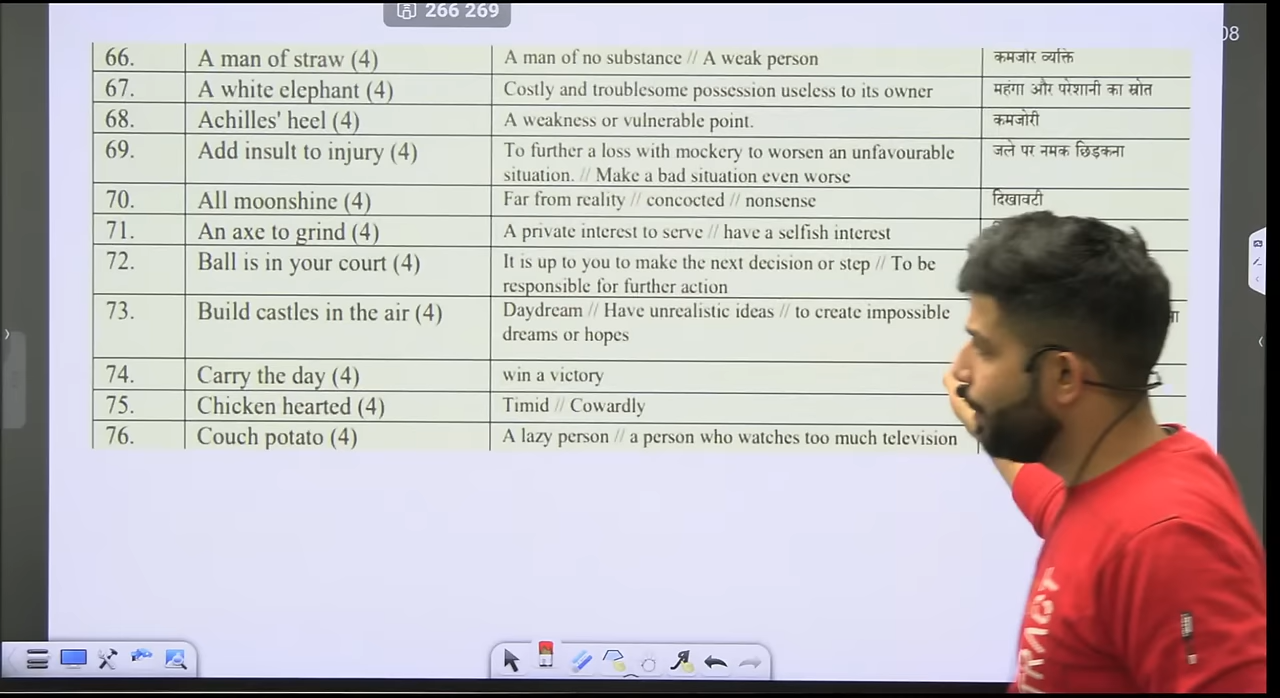 266 269
08
66. A man of straw (4) A man of no substance // A weak person कमजोर व्यक्ति
67. A white elephant (4) Costly and troublesome possession useless to its owner महंगा और परेशानी का स्रोत
68. Achilles' heel (4) A weakness or vulnerable point. कमजोरी
69. Add insult to injury (4) To further a loss with mockery to worsen an unfavourable जले पर नमक छिड़कना
situation. // Make a bad situation even worse
70. All moonshine (4) Far from reality // concocted // nonsense दिखावटी
71. An axe to grind (4) A private interest to serve // have a selfish interest
72. Ball is in your court (4) It is up to you to make the next decision or step // To be
responsible for further action
73. Build castles in the air (4) Daydream // Have unrealistic ideas // to create impossible
dreams or hopes
74. Carry the day (4) win a victory
75. Chicken hearted (4) Timid // Cowardly
76. Couch potato (4) A lazy person // a person who watches too much television